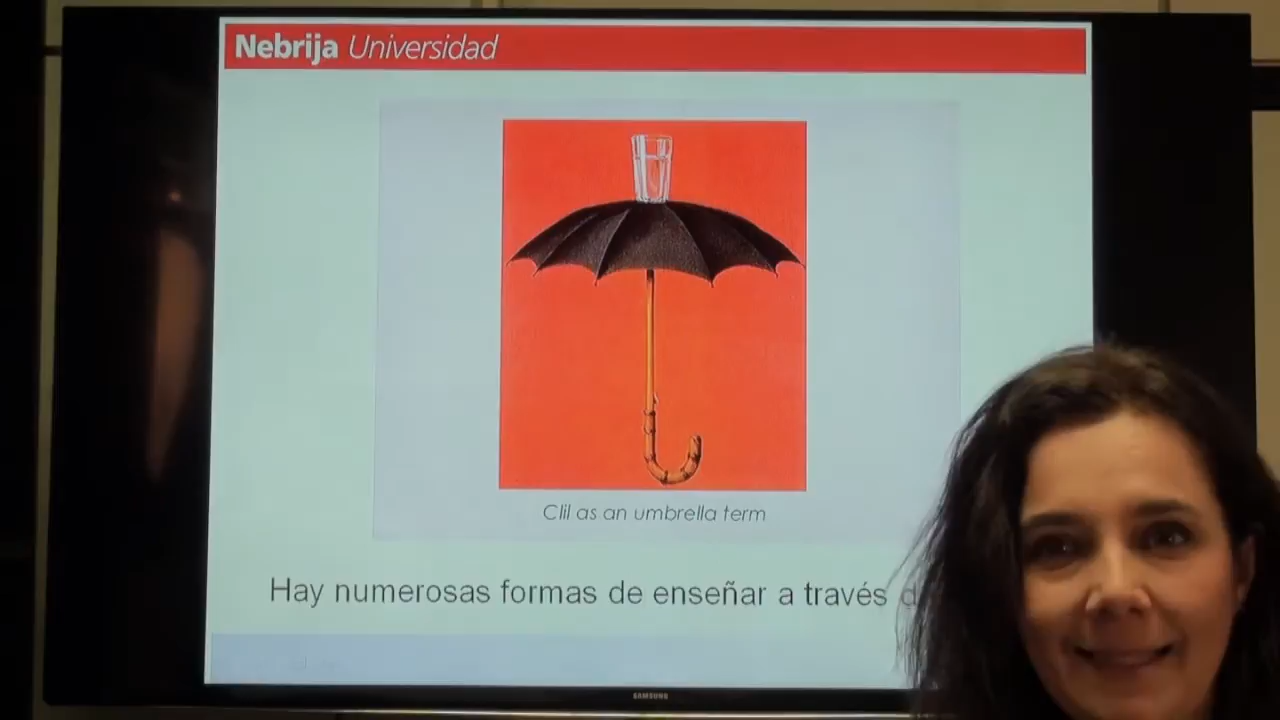 Nebrija Universidad
Clil as an umbrella term
Hay numerosas formas de enseñar a través
SAMSUNG